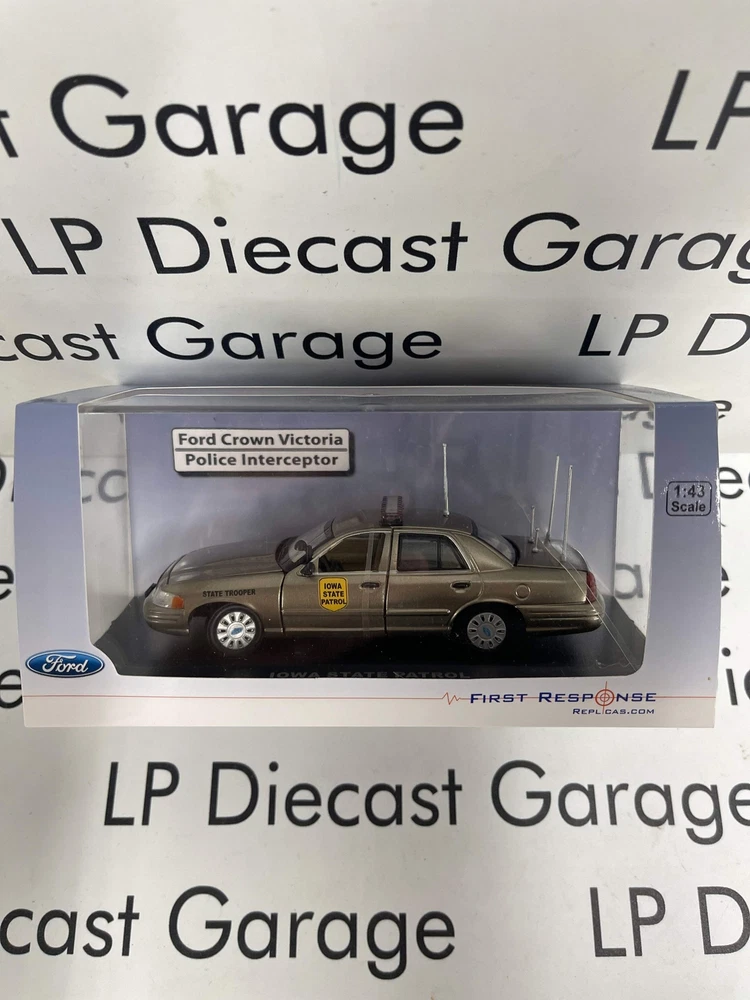 Garage
LP
LP Diecast Garag
cast Garage
LP D
Ford Crown Victoria
Police Interceptor
1:43
Scale
STATE TROOPER
IOWA
STATE
PATROL
IOWA STATE PATROL
Ford
FIRST RESPONSE
REPLICAS.COM
LP Diecast Garage
cast Garage
LP D